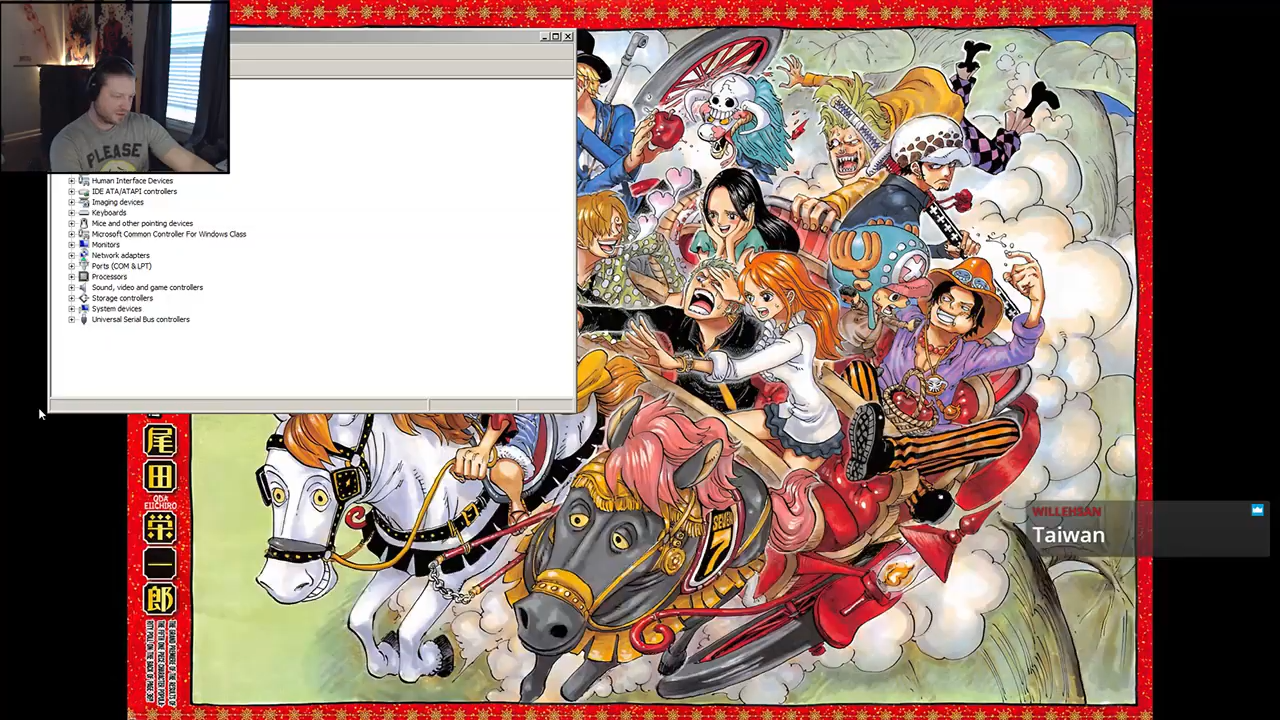 PLEASE
Human Interface Devices
IDE ATA/ATAPI controllers
Imaging devices
Keyboards
Mice and other pointing devices
Microsoft Common Controller For Windows Class
Monitors
Network adapters
Ports (COM & LPT)
Processors
Sound, video and game controllers
Storage controllers
System devices
Universal Serial Bus controllers
尾
田
ODA
EIICHIRO
栄
一
郎
SEVEN
7
WILLEHSAN
Taiwan